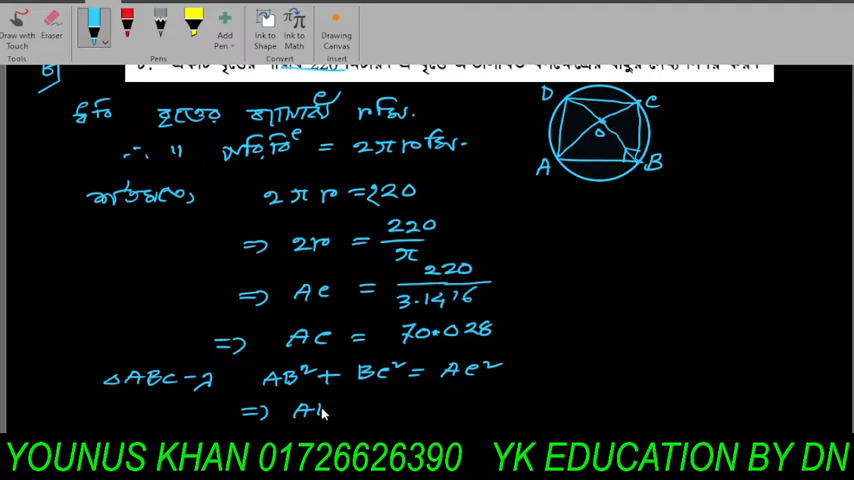 Draw with Touch
Eraser
Add Pen
Ink to Shape
Ink to Math
Drawing Canvas
Tools
Pens
Convert
Insert
ধরি বৃত্তের ব্যাসার্ধ r মি.
∴ " পরিধি = 2πr মি.
শর্তমতে, 2πr = 220
⇒ 2r = 220/π
⇒ AC = 220/3.1416
⇒ AC = 70.028
△ABC-এ AB² + BC² = AC²
⇒ A
D C
O
A B
YOUNUS KHAN 01726626390 YK EDUCATION BY DN